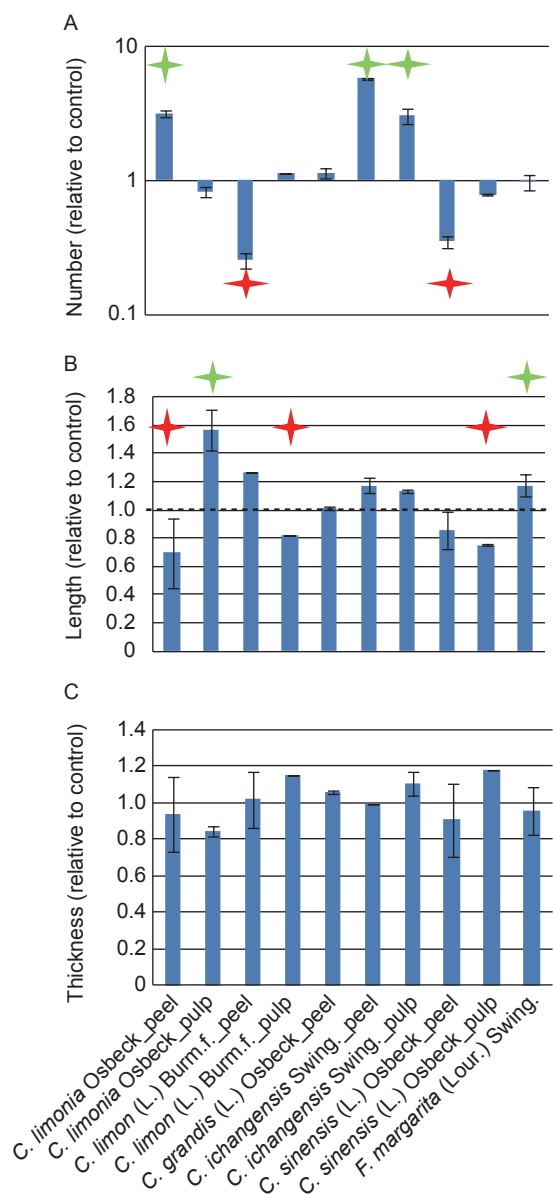 A
Number (relative to control)
10
1
0.1
B
Length (relative to control)
1.8
1.6
1.4
1.2
1.0
0.8
0.6
0.4
0.2
0
C
Thickness (relative to control)
1.4
1.2
1.0
0.8
0.6
0.4
0.2
0
C. limonia Osbeck_peel
C. limonia Osbeck_pulp
C. limon (L.) Burm.f._peel
C. limon (L.) Burm.f._pulp
C. grandis (L.) Osbeck_peel
C. ichangensis Swing._peel
C. ichangensis Swing._pulp
C. sinensis (L.) Osbeck_peel
C. sinensis (L.) Osbeck_pulp
F. margarita (Lour.) Swing.